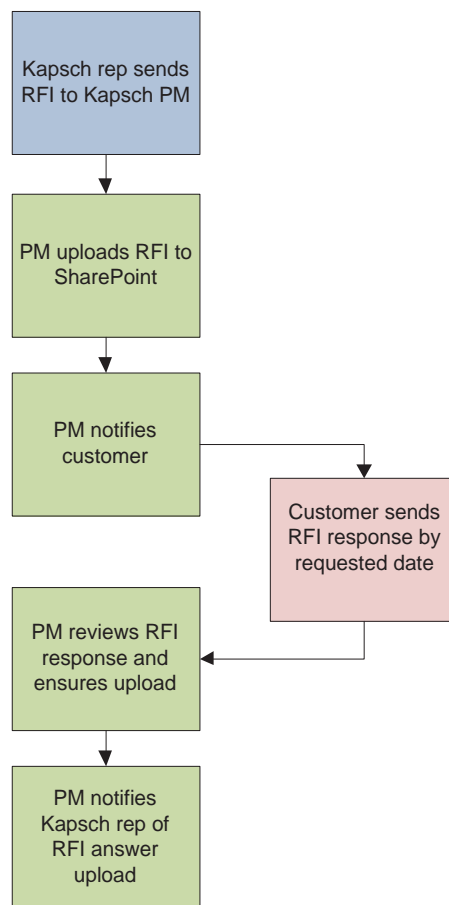 Kapsch rep sends
RFI to Kapsch PM
PM uploads RFI to
SharePoint
PM notifies
customer
Customer sends
RFI response by
requested date
PM reviews RFI
response and
ensures upload
PM notifies
Kapsch rep of
RFI answer
upload